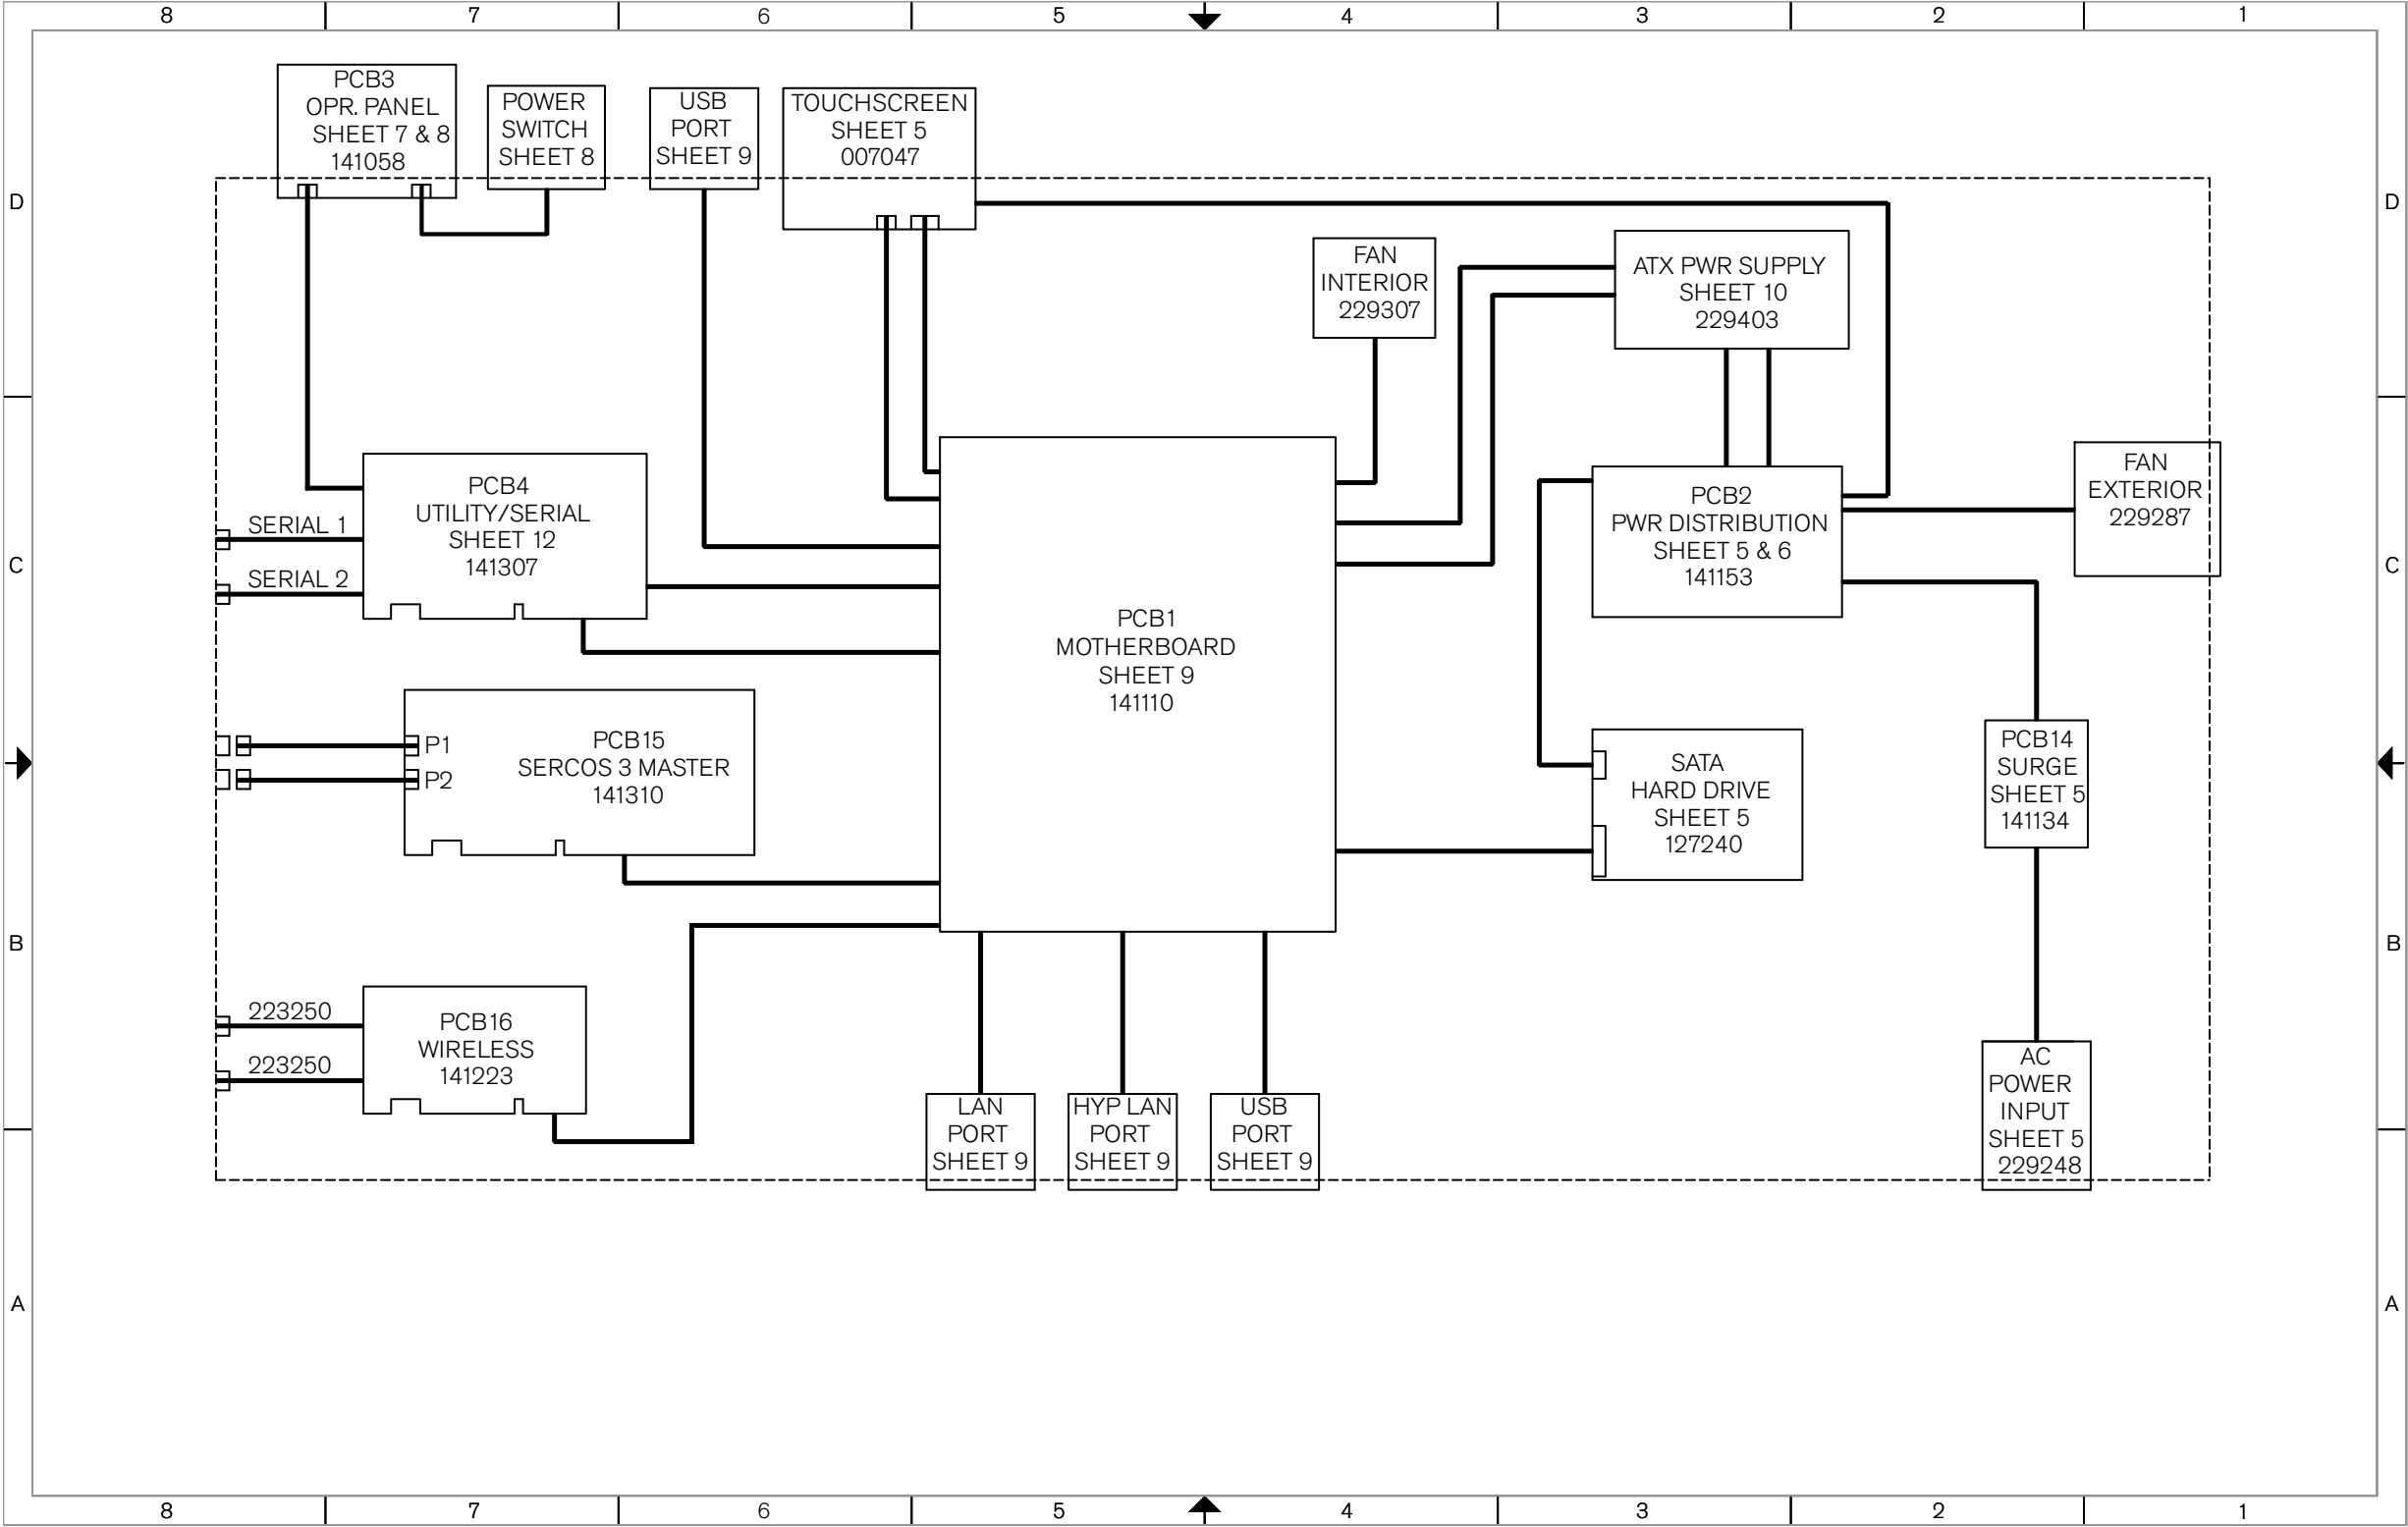 8 7 6 5 4 3 2 1
PCB3
OPR. PANEL
SHEET 7 & 8
141058
POWER
SWITCH
SHEET 8
USB
PORT
SHEET 9
TOUCHSCREEN
SHEET 5
007047
D
D
FAN
INTERIOR
229307
ATX PWR SUPPLY
SHEET 10
229403
PCB4
UTILITY/SERIAL
SHEET 12
141307
SERIAL 1
SERIAL 2
PCB2
PWR DISTRIBUTION
SHEET 5 & 6
141153
FAN
EXTERIOR
229287
C
C
PCB1
MOTHERBOARD
SHEET 9
141110
P1
P2
PCB15
SERCOS 3 MASTER
141310
SATA
HARD DRIVE
SHEET 5
127240
PCB14
SURGE
SHEET 5
141134
B
B
223250
223250
PCB16
WIRELESS
141223
LAN
PORT
SHEET 9
HYP LAN
PORT
SHEET 9
USB
PORT
SHEET 9
AC
POWER
INPUT
SHEET 5
229248
A
A
8 7 6 5 4 3 2 1